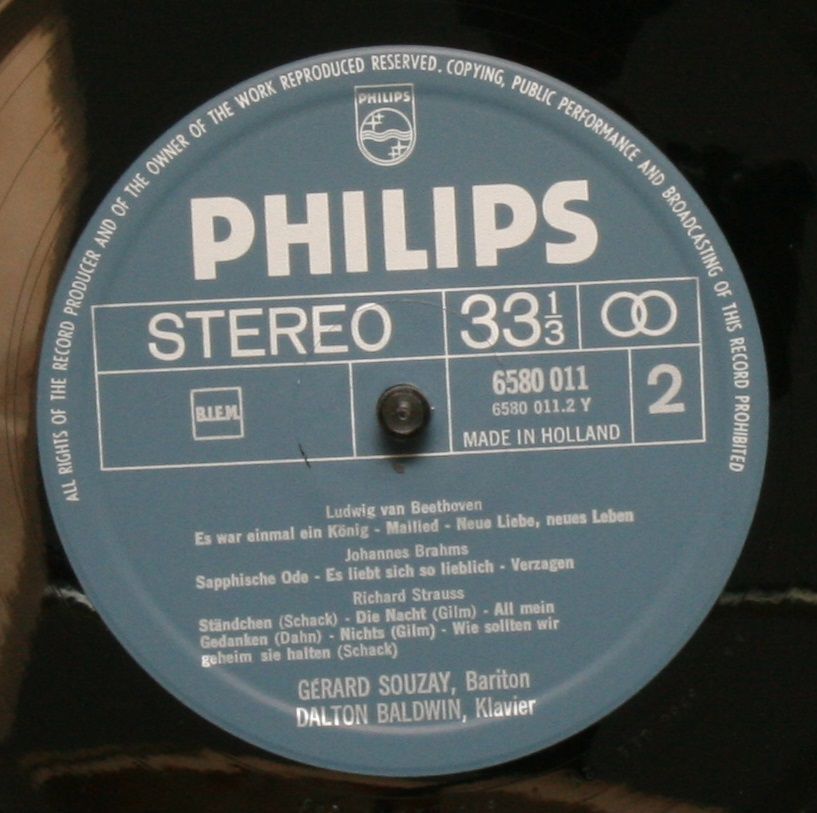 ALL RIGHTS OF THE RECORD PRODUCER AND OF THE OWNER OF THE WORK REPRODUCED RESERVED. COPYING, PUBLIC PERFORMANCE AND BROADCASTING OF THIS RECORD PROHIBITED
PHILIPS
PHILIPS
STEREO 33 1/3
B.I.E.M. 6580 011 2
6580 011.2 Y
MADE IN HOLLAND
Ludwig van Beethoven
Es war einmal ein König - Mailied - Neue Liebe, neues Leben
Johannes Brahms
Sapphische Ode - Es liebt sich so lieblich - Verzagen
Richard Strauss
Ständchen (Schack) - Die Nacht (Gilm) - All mein
Gedanken (Dahn) - Nichts (Gilm) - Wie sollten wir
geheim sie halten (Schack)
GÉRARD SOUZAY, Bariton
DALTON BALDWIN, Klavier